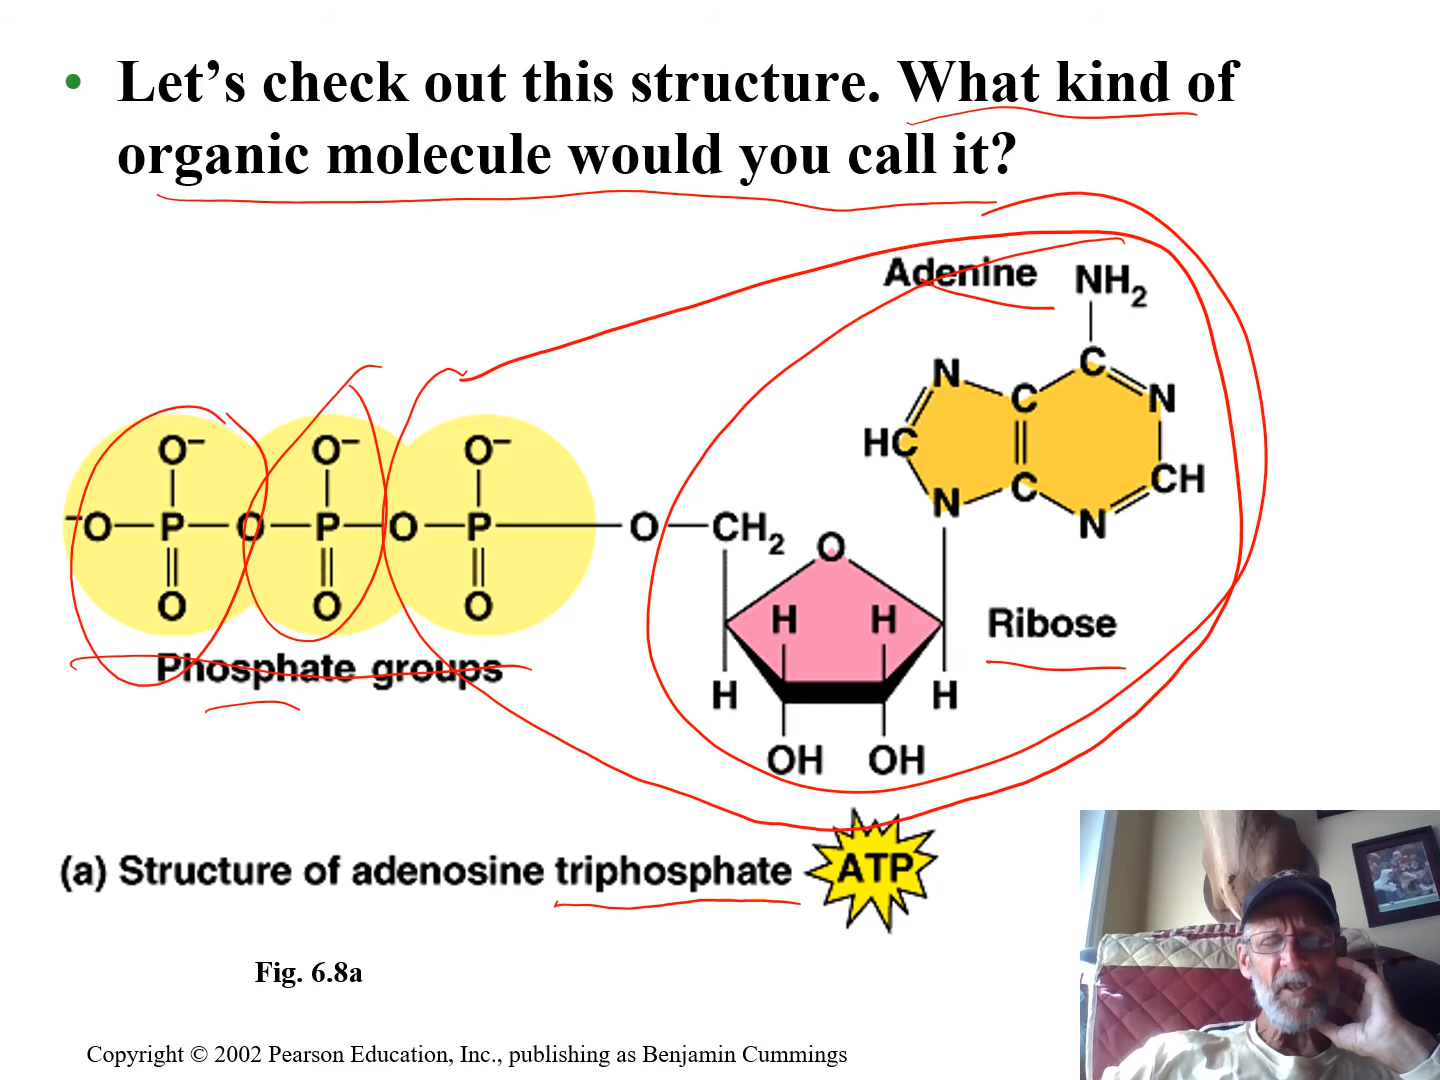 • Let’s check out this structure. What kind of
organic molecule would you call it?
Adenine
NH2
C
N
N
C
HC
CH
N
C
N
O− O− O−
−O—P—O—P—O—P—O—CH2
O
O O O
H H
Ribose
Phosphate groups
H H
OH OH
(a) Structure of adenosine triphosphate ATP
Fig. 6.8a
Copyright © 2002 Pearson Education, Inc., publishing as Benjamin Cummings